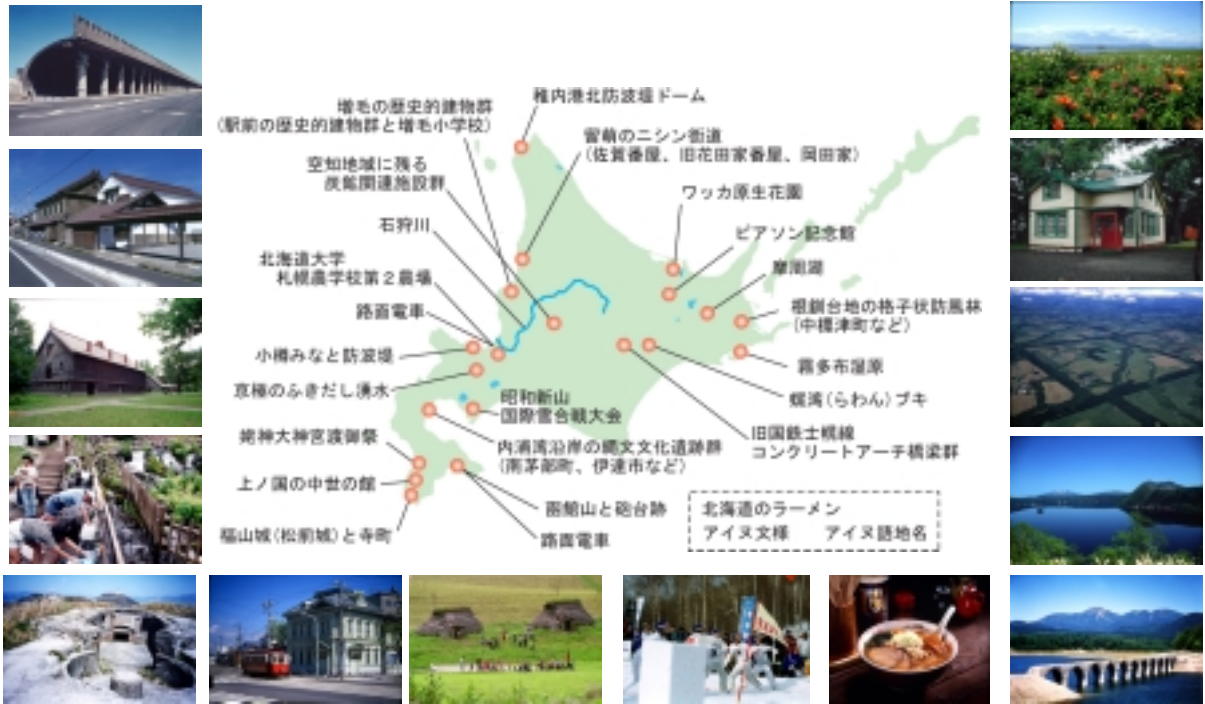 稚内港北防波堤ドーム
増毛の歴史的建物群
(駅前の歴史的建物群と増毛小学校)
留萌のニシン街道
(佐賀番屋、旧花田家番屋、岡田家)
空知地域に残る
炭鉱関連施設群
ワッカ原生花園
石狩川
ピアソン記念館
北海道大学
札幌農学校第2農場
摩周湖
路面電車
根釧台地の格子状防風林
(中標津町など)
小樽みなと防波堤
霧多布湿原
京極のふきだし湧水
昭和新山
国際雪合戦大会
螺湾(らわん)ブキ
姥神大神宮渡御祭
内浦湾沿岸の縄文文化遺跡群
(南茅部町、伊達市など)
旧国鉄士幌線
コンクリートアーチ橋梁群
上ノ国の中世の館
函館山と砲台跡
福山城(松前城)と寺町
路面電車
北海道のラーメン
アイヌ文様 アイヌ語地名